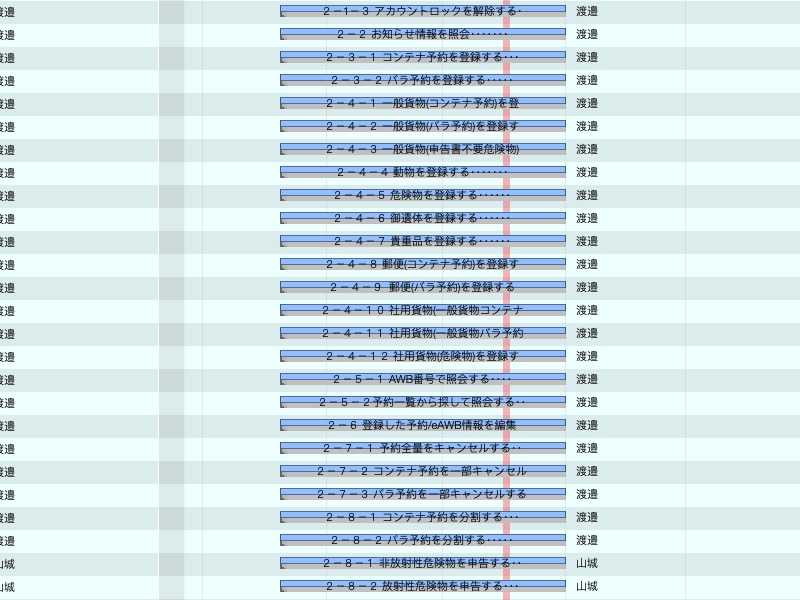 渡邉 2－1－3 アカウントロックを解除する･ 渡邉
渡邉 2－2 お知らせ情報を照会･･･････ 渡邉
渡邉 2－3－1 コンテナ予約を登録する･･･ 渡邉
渡邉 2－3－2 バラ予約を登録する･････ 渡邉
渡邉 2－4－1 一般貨物(コンテナ予約)を登 渡邉
渡邉 2－4－2 一般貨物(バラ予約)を登録す 渡邉
渡邉 2－4－3 一般貨物(申告書不要危険物) 渡邉
渡邉 2－4－4 動物を登録する･･･････ 渡邉
渡邉 2－4－5 危険物を登録する･･････ 渡邉
渡邉 2－4－6 御遺体を登録する･･････ 渡邉
渡邉 2－4－7 貴重品を登録する･･････ 渡邉
渡邉 2－4－8 郵便(コンテナ予約)を登録す 渡邉
渡邉 2－4－9 郵便(バラ予約)を登録する 渡邉
渡邉 2－4－10 社用貨物(一般貨物コンテナ 渡邉
渡邉 2－4－11 社用貨物(一般貨物バラ予約 渡邉
渡邉 2－4－12 社用貨物(危険物)を登録す 渡邉
渡邉 2－5－1 AWB番号で照会する････ 渡邉
渡邉 2－5－2 予約一覧から探して照会する･･ 渡邉
渡邉 2－6 登録した予約/eAWB情報を編集 渡邉
渡邉 2－7－1 予約全量をキャンセルする･･ 渡邉
渡邉 2－7－2 コンテナ予約を一部キャンセル 渡邉
渡邉 2－7－3 バラ予約を一部キャンセルする 渡邉
渡邉 2－8－1 コンテナ予約を分割する･･･ 渡邉
渡邉 2－8－2 バラ予約を分割する･････ 渡邉
山城 2－8－1 非放射性危険物を申告する･･ 山城
山城 2－8－2 放射性危険物を申告する･･･ 山城